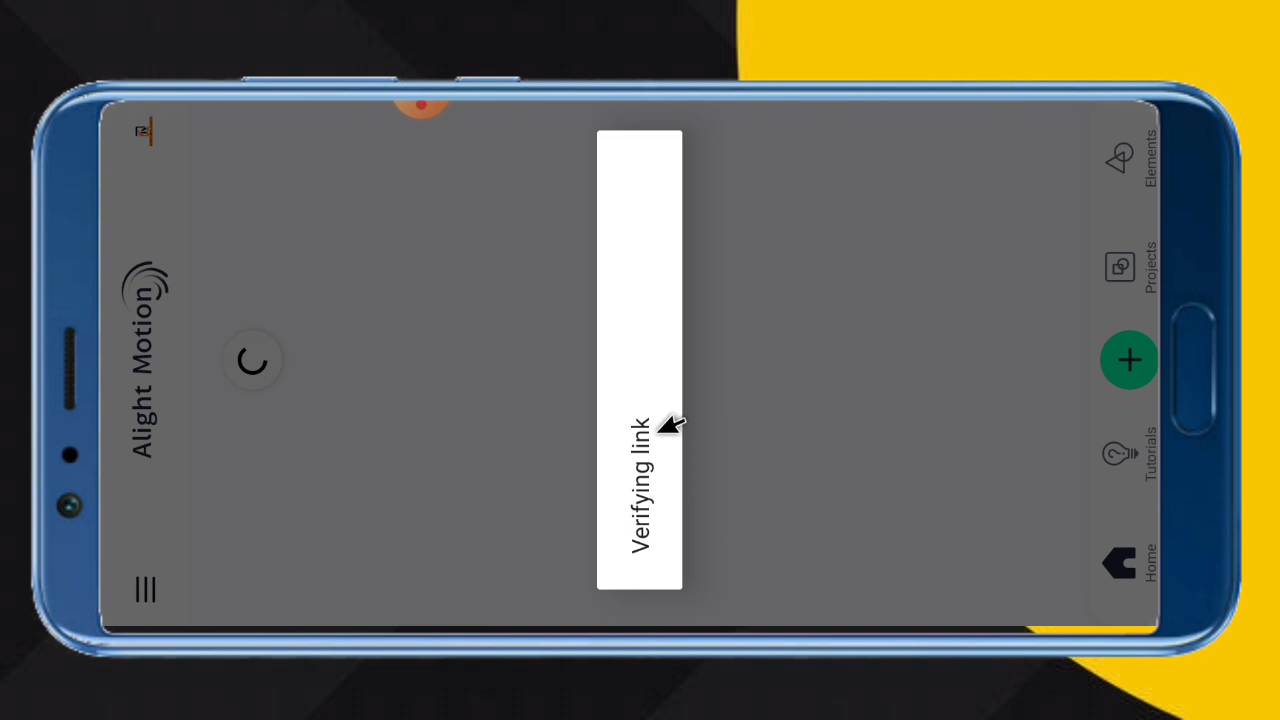 Alight Motion
Verifying link
Home
Tutorials
Projects
Elements